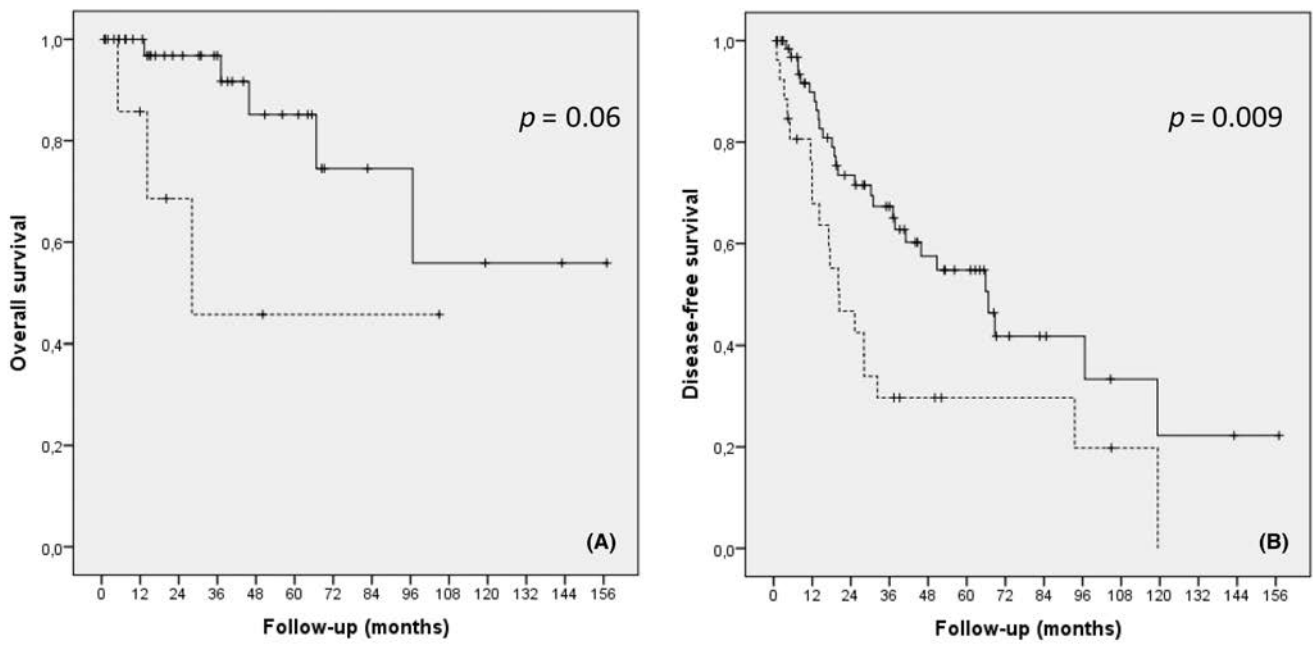 1,0
0,8
0,6
0,4
0,2
0,0
Overall survival
p = 0.06
(A)
0 12 24 36 48 60 72 84 96 108 120 132 144 156
Follow-up (months)
1,0
0,8
0,6
0,4
0,2
0,0
Disease-free survival
p = 0.009
(B)
0 12 24 36 48 60 72 84 96 108 120 132 144 156
Follow-up (months)